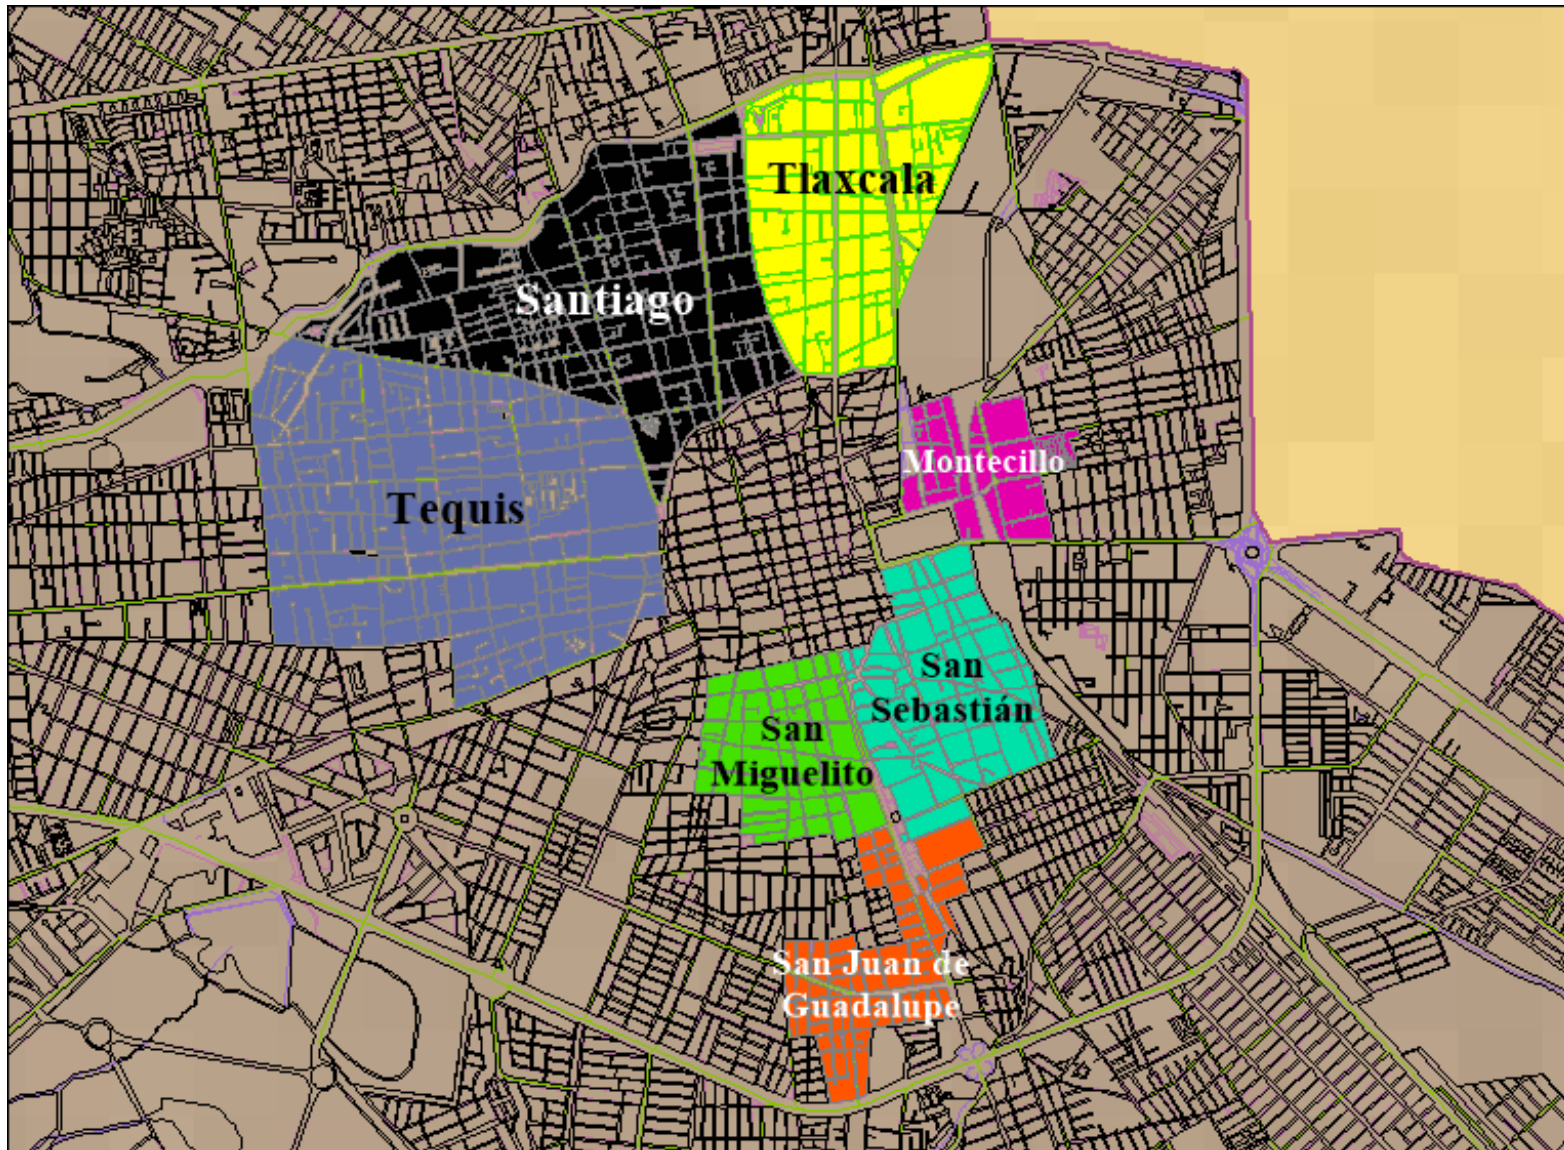 Tlaxcala
Santiago
Montecillo
Tequis
San
Sebastián
San
Miguelito
San Juan de
Guadalupe